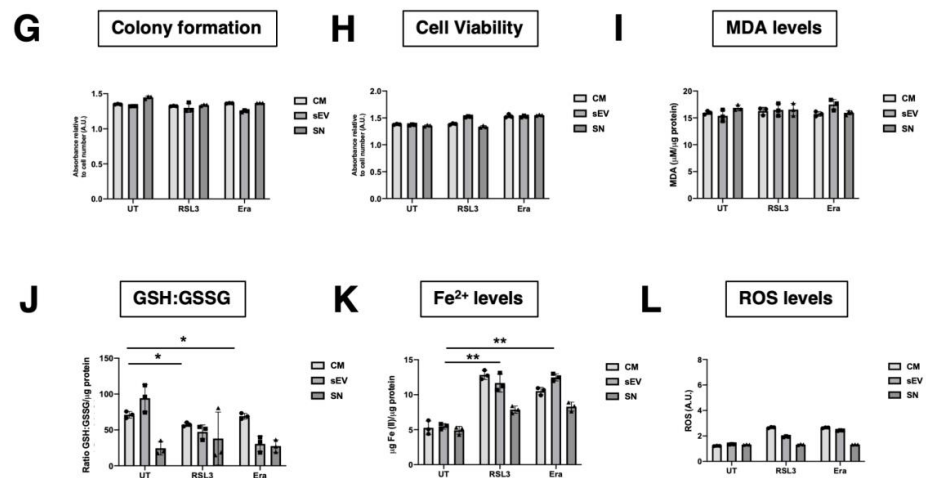 G
Colony formation
H
Cell Viability
I
MDA levels
Absorbance relative
to cell number (A.U.)
1.5
1.0
0.5
0.0
UT
RSL3
Era
CM
sEV
SN
Absorbance relative
to cell number (A.U.)
2.0
1.5
1.0
0.5
0.0
UT
RSL3
Era
CM
sEV
SN
MDA (μM/μg protein)
20
15
10
5
0
UT
RSL3
Era
CM
sEV
SN
J
GSH:GSSG
K
Fe²⁺ levels
L
ROS levels
Ratio GSH:GSSG/μg protein
150
100
50
0
*
*
UT
RSL3
Era
CM
sEV
SN
μg Fe (II)/μg protein
15
10
5
0
**
**
UT
RSL3
Era
CM
sEV
SN
ROS (A.U.)
8
6
4
2
0
UT
RSL3
Era
CM
sEV
SN